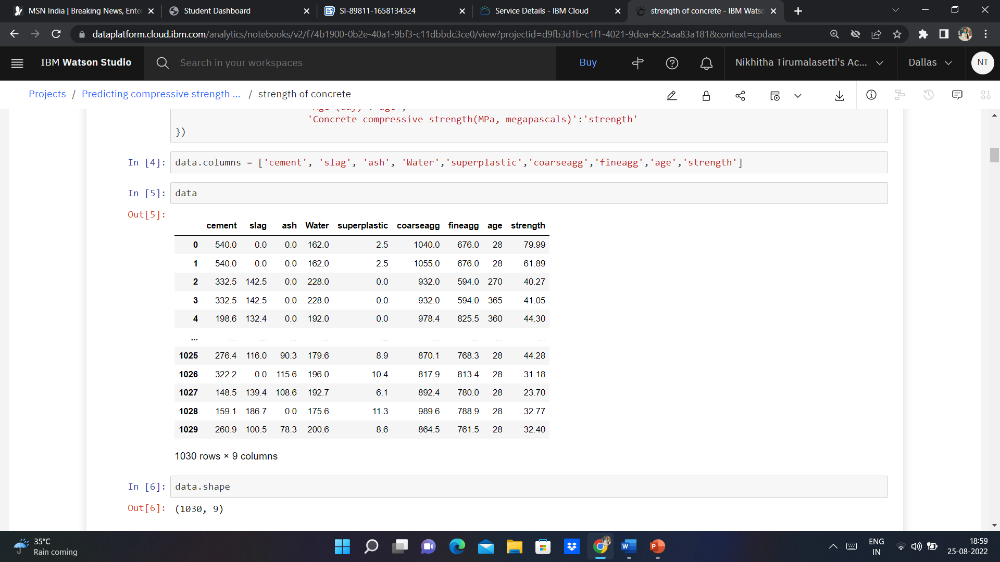 MSN India | Breaking News, Enter
Student Dashboard
SI-89811-1658134524
Service Details - IBM Cloud
strength of concrete - IBM Watso
dataplatform.cloud.ibm.com/analytics/notebooks/v2/f74b1900-0b2e-40a1-9bf3-c11dbbdc3ce0/view?projectid=d9fb3d1b-c1f1-4021-9dea-6c25aa83a181&context=cpdaas
IBM Watson Studio
Search in your workspaces
Buy
Nikhitha Tirumalasetti's Ac...
Dallas
NT
Projects / Predicting compressive strength ... / strength of concrete
'Concrete compressive strength(MPa, megapascals)':'strength'
})
In [4]: data.columns = ['cement', 'slag', 'ash', 'Water','superplastic','coarseagg','fineagg','age','strength']
In [5]: data
Out[5]:
cement slag ash Water superplastic coarseagg fineagg age strength
0 540.0 0.0 0.0 162.0 2.5 1040.0 676.0 28 79.99
1 540.0 0.0 0.0 162.0 2.5 1055.0 676.0 28 61.89
2 332.5 142.5 0.0 228.0 0.0 932.0 594.0 270 40.27
3 332.5 142.5 0.0 228.0 0.0 932.0 594.0 365 41.05
4 198.6 132.4 0.0 192.0 0.0 978.4 825.5 360 44.30
... ... ... ... ... ... ... ... ... ...
1025 276.4 116.0 90.3 179.6 8.9 870.1 768.3 28 44.28
1026 322.2 0.0 115.6 196.0 10.4 817.9 813.4 28 31.18
1027 148.5 139.4 108.6 192.7 6.1 892.4 780.0 28 23.70
1028 159.1 186.7 0.0 175.6 11.3 989.6 788.9 28 32.77
1029 260.9 100.5 78.3 200.6 8.6 864.5 761.5 28 32.40
1030 rows × 9 columns
In [6]: data.shape
Out[6]: (1030, 9)
35°C
Rain coming
ENG
IN
18:59
25-08-2022